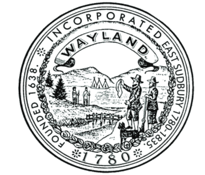 FOUNDED 1638. INCORPORATED EAST SUDBURY 1780-1835.
WAYLAND
1780